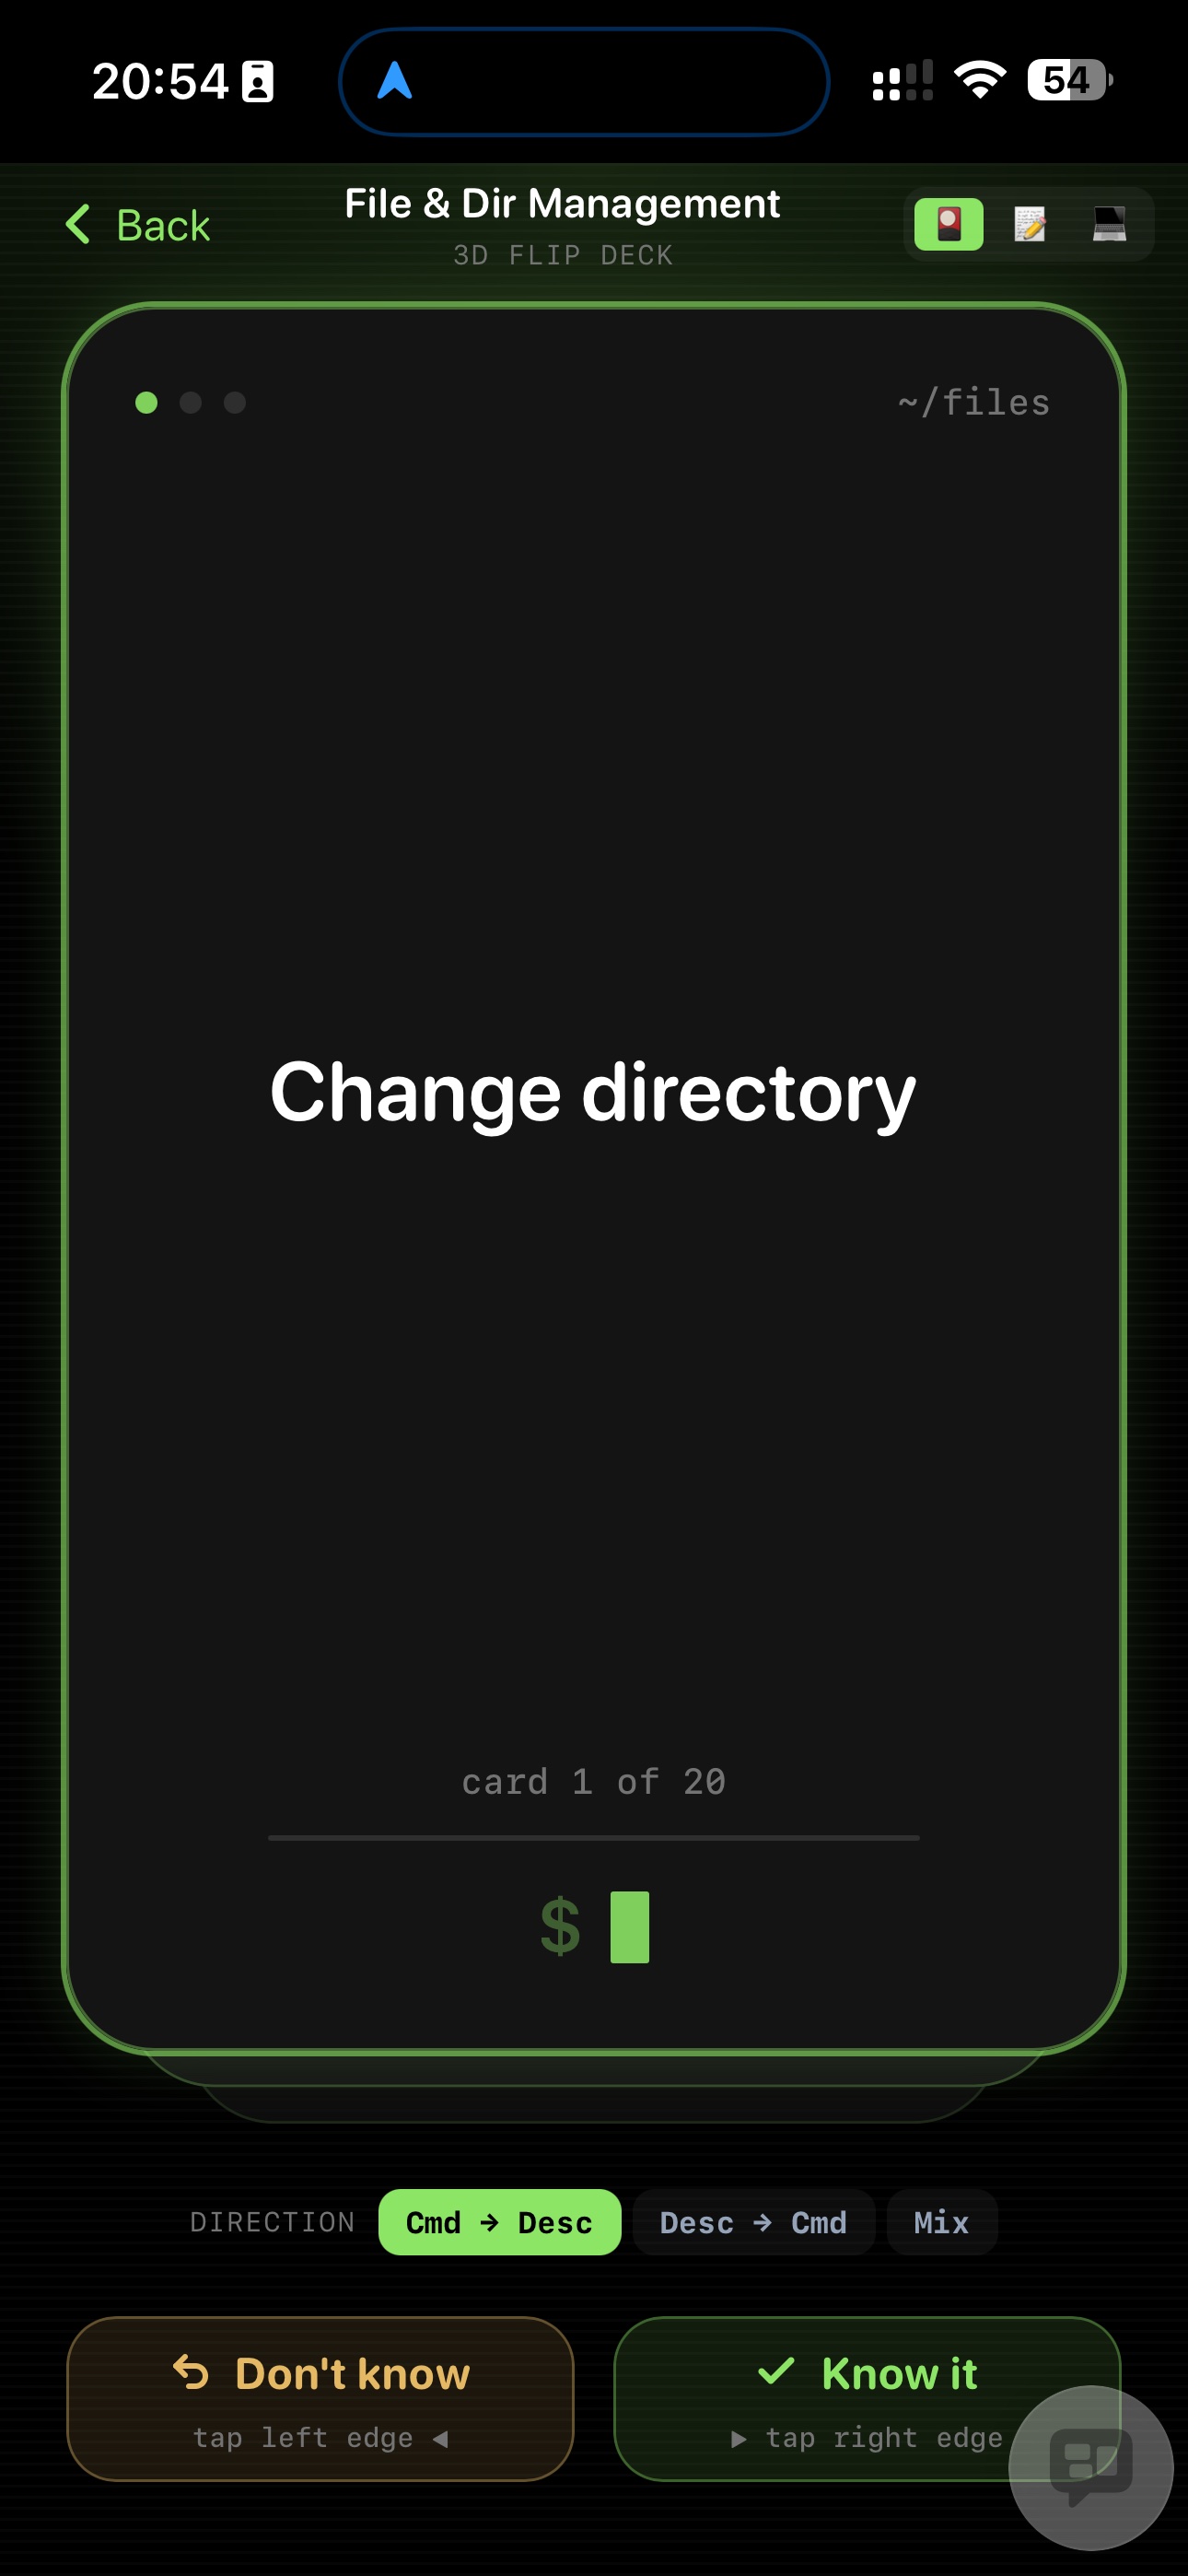 20:54
54
Back
File & Dir Management
3D FLIP DECK
~/files
Change directory
card 1 of 20
$
DIRECTION
Cmd → Desc
Desc → Cmd
Mix
Don't know
tap left edge ◀
Know it
▶ tap right edge